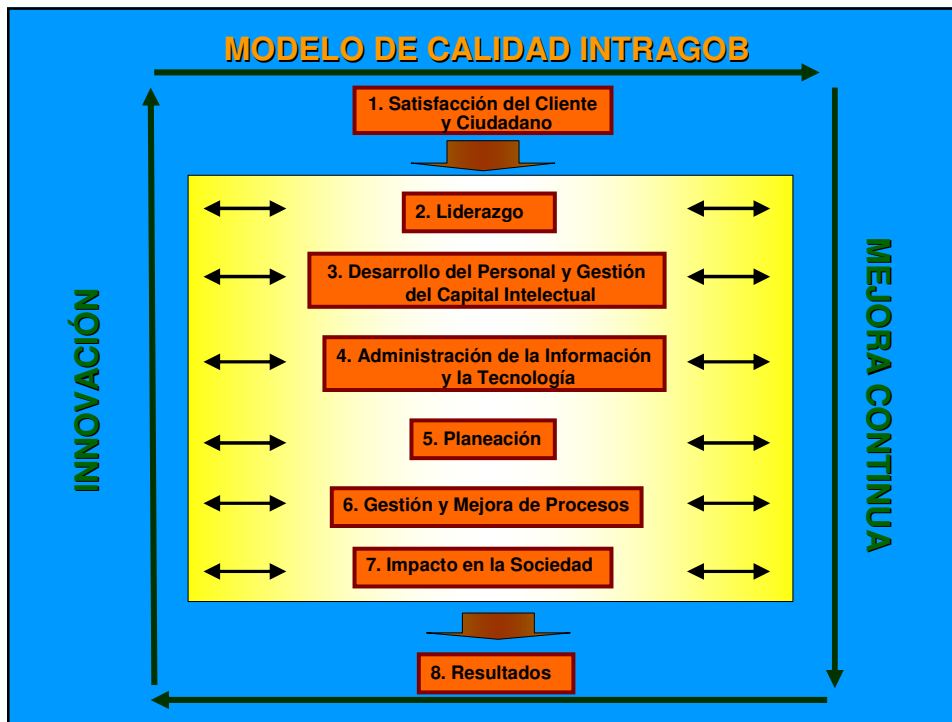 MODELO DE CALIDAD INTRAGOB
1. Satisfacción del Cliente
y Ciudadano
2. Liderazgo
3. Desarrollo del Personal y Gestión
del Capital Intelectual
4. Administración de la Información
y la Tecnología
5. Planeación
6. Gestión y Mejora de Procesos
7. Impacto en la Sociedad
8. Resultados
INNOVACIÓN
MEJORA CONTINUA